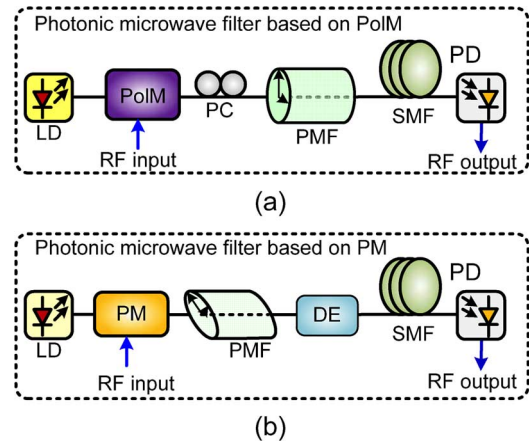 Photonic microwave filter based on PolM
PD
PolM
LD
PC
PMF
SMF
RF input
RF output
(a)
Photonic microwave filter based on PM
PD
PM
DE
LD
PMF
SMF
RF input
RF output
(b)